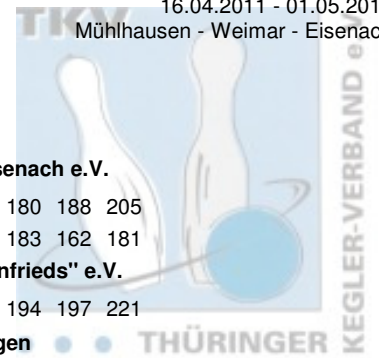 TKV
16.04.2011 - 01.05.201
Mühlhausen - Weimar - Eisenac
senach e.V.
180 188 205
183 162 181
nfrieds" e.V.
194 197 221
gen
THÜRINGER
KEGLER-VERBAND e